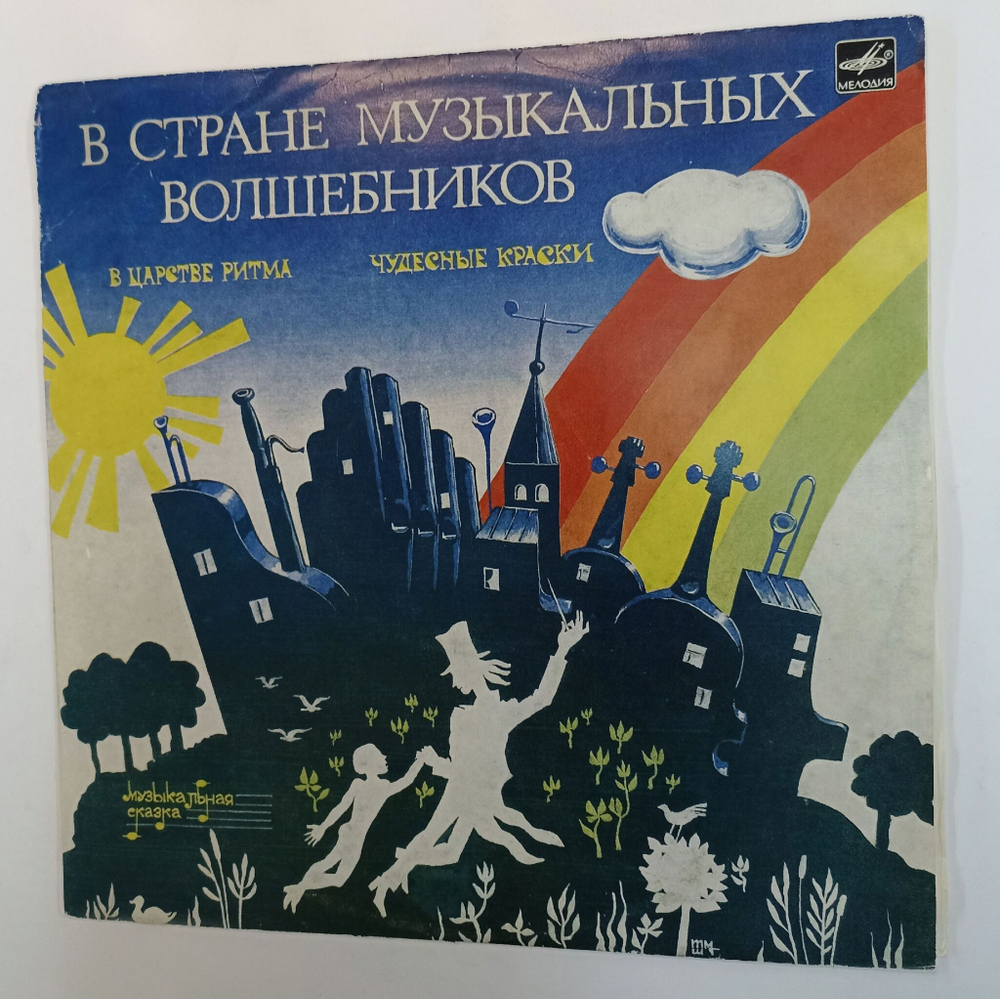 МЕЛОДИЯ
В СТРАНЕ МУЗЫКАЛЬНЫХ
ВОЛШЕБНИКОВ
В ЦАРСТВЕ РИТМА
ЧУДЕСНЫЕ КРАСКИ
МУЗЫКАЛЬНАЯ
СКАЗКА